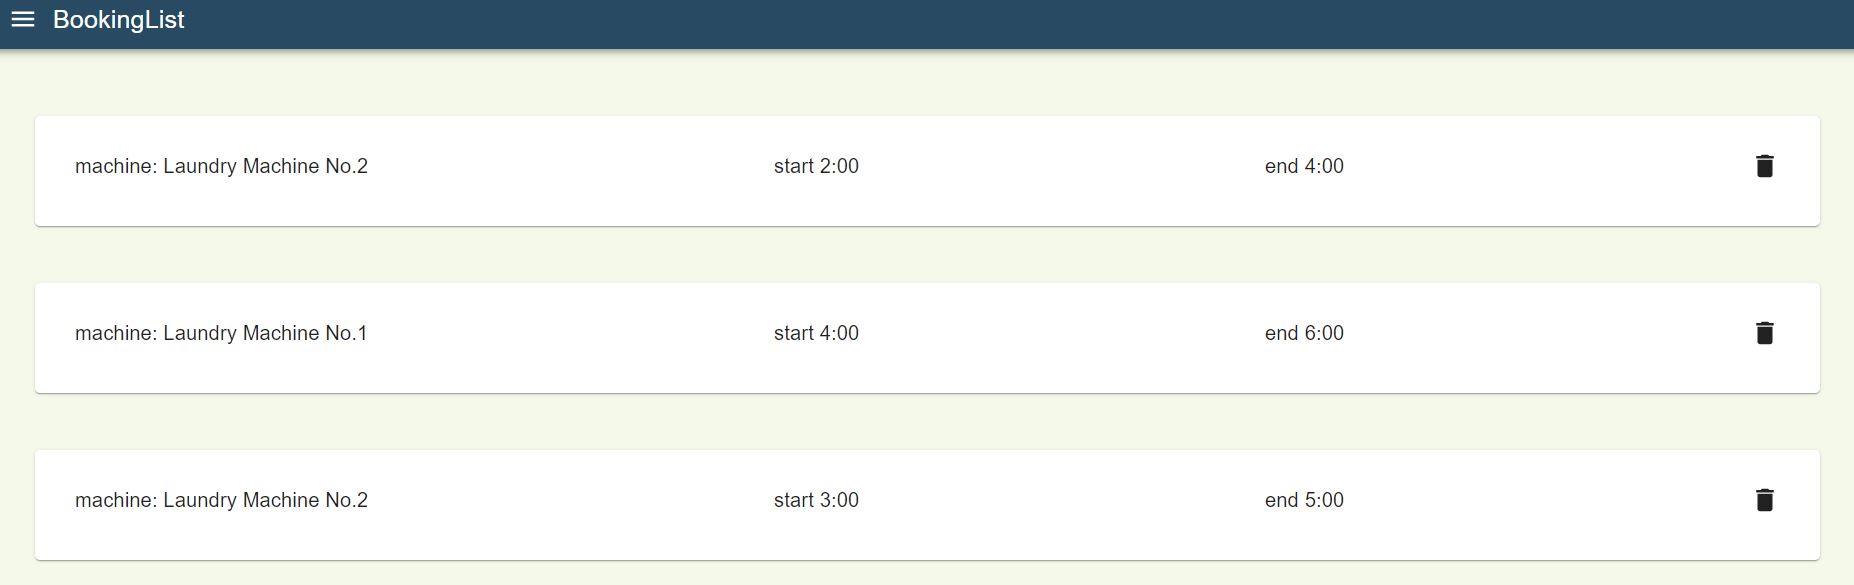 BookingList
machine: Laundry Machine No.2 start 2:00 end 4:00
machine: Laundry Machine No.1 start 4:00 end 6:00
machine: Laundry Machine No.2 start 3:00 end 5:00